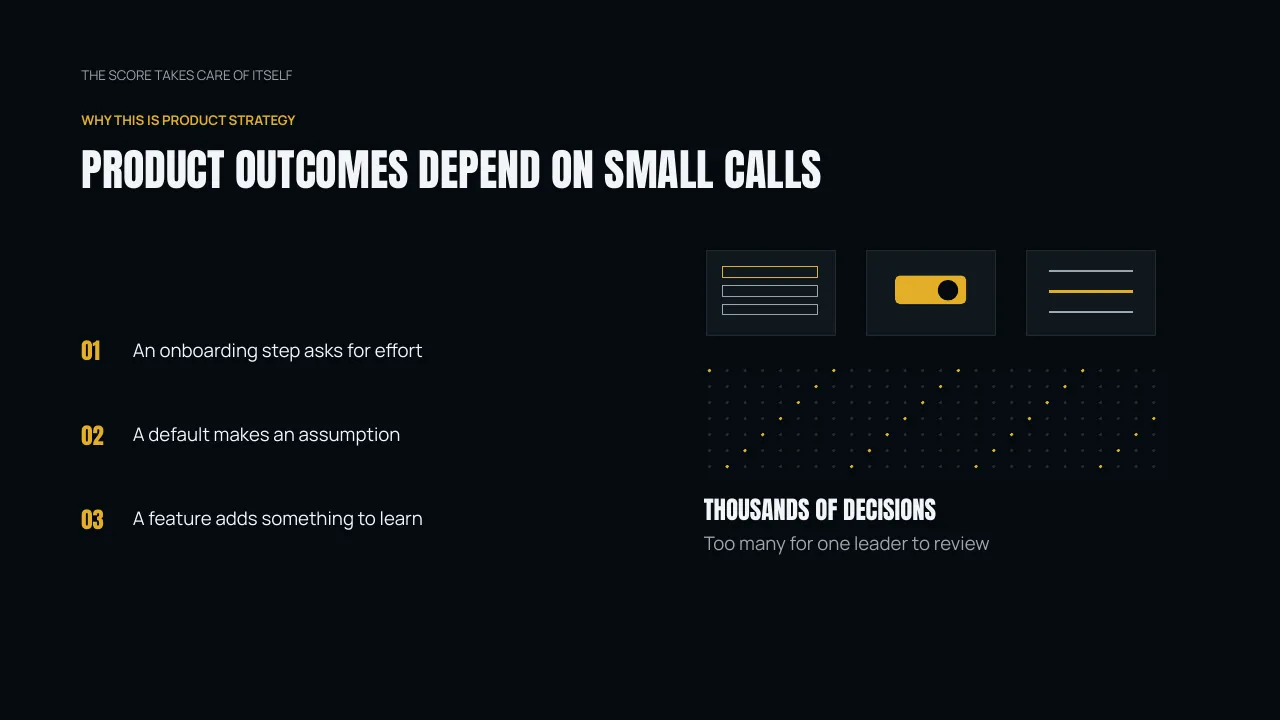 THE SCORE TAKES CARE OF ITSELF
WHY THIS IS PRODUCT STRATEGY
PRODUCT OUTCOMES DEPEND ON SMALL CALLS
01 An onboarding step asks for effort
02 A default makes an assumption
03 A feature adds something to learn
THOUSANDS OF DECISIONS
Too many for one leader to review